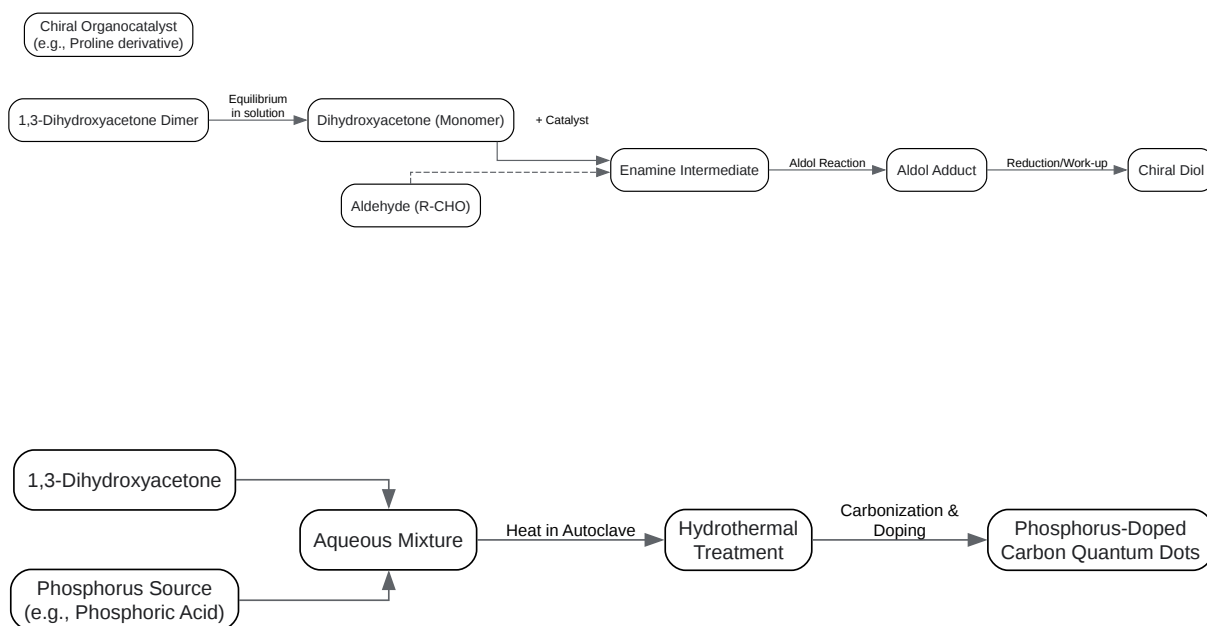 Chiral Organocatalyst
(e.g., Proline derivative)
1,3-Dihydroxyacetone Dimer
Equilibrium
in solution
Dihydroxyacetone (Monomer)
+ Catalyst
Aldehyde (R-CHO)
Enamine Intermediate
Aldol Reaction
Aldol Adduct
Reduction/Work-up
Chiral Diol
1,3-Dihydroxyacetone
Phosphorus Source
(e.g., Phosphoric Acid)
Aqueous Mixture
Heat in Autoclave
Hydrothermal
Treatment
Carbonization &
Doping
Phosphorus-Doped
Carbon Quantum Dots